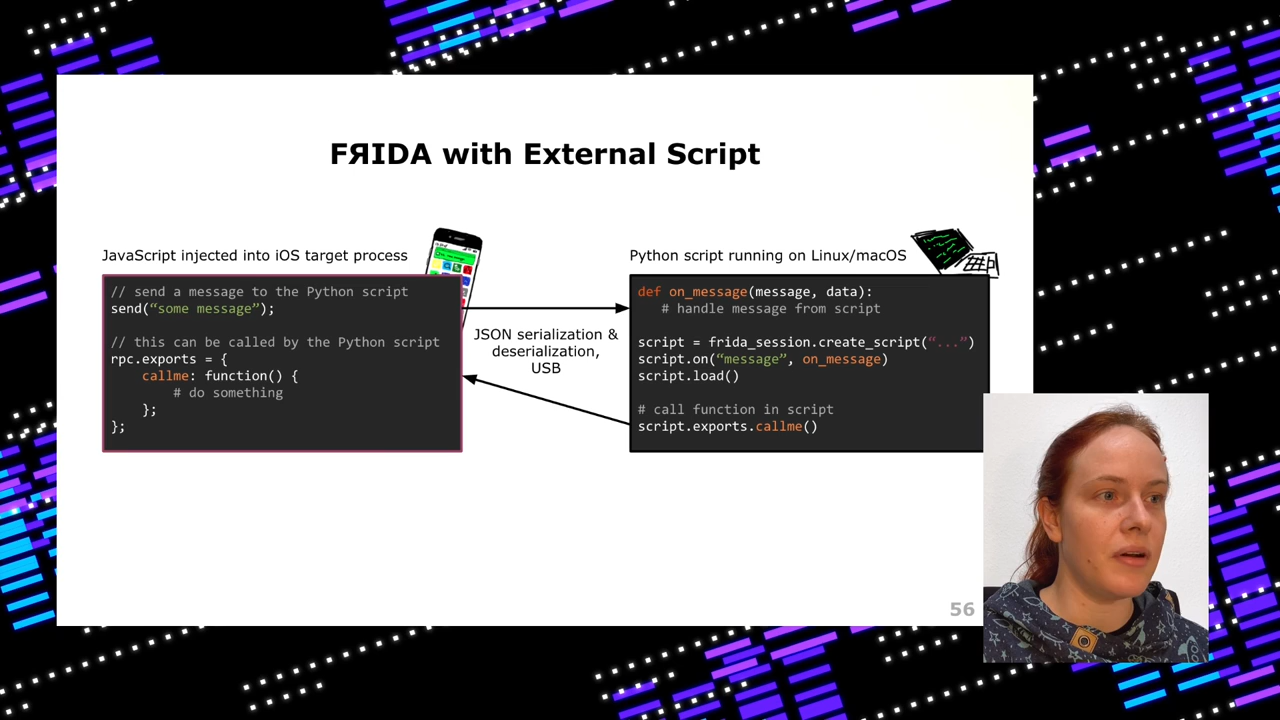 FЯIDA with External Script
JavaScript injected into iOS target process
// send a message to the Python script
send(“some message”);
// this can be called by the Python script
rpc.exports = {
callme: function() {
# do something
};
};
JSON serialization &
deserialization,
USB
Python script running on Linux/macOS
def on_message(message, data):
# handle message from script
script = frida_session.create_script(“...”)
script.on(“message”, on_message)
script.load()
# call function in script
script.exports.callme()
56